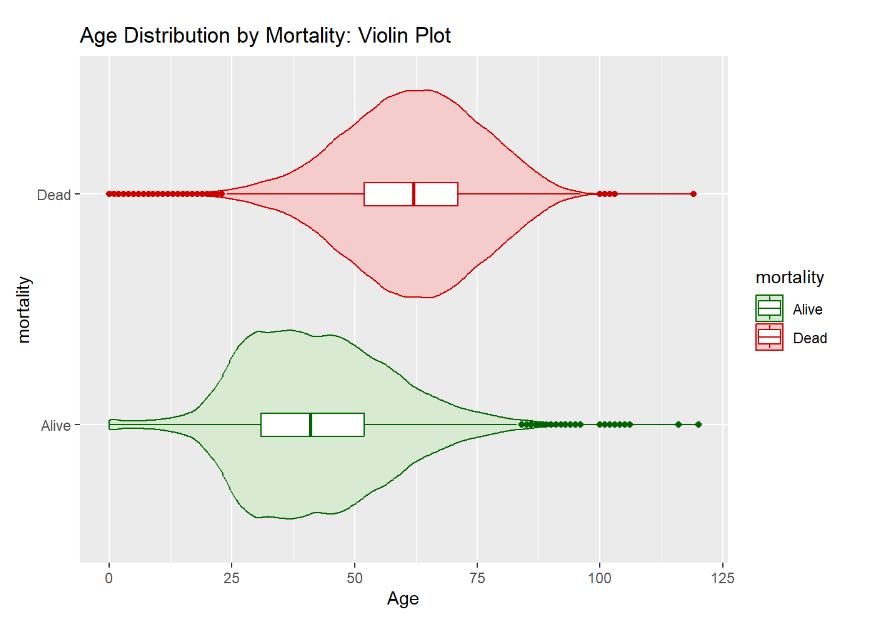 Age Distribution by Mortality: Violin Plot
Dead
Alive
mortality
0 25 50 75 100 125
Age
mortality
Alive
Dead